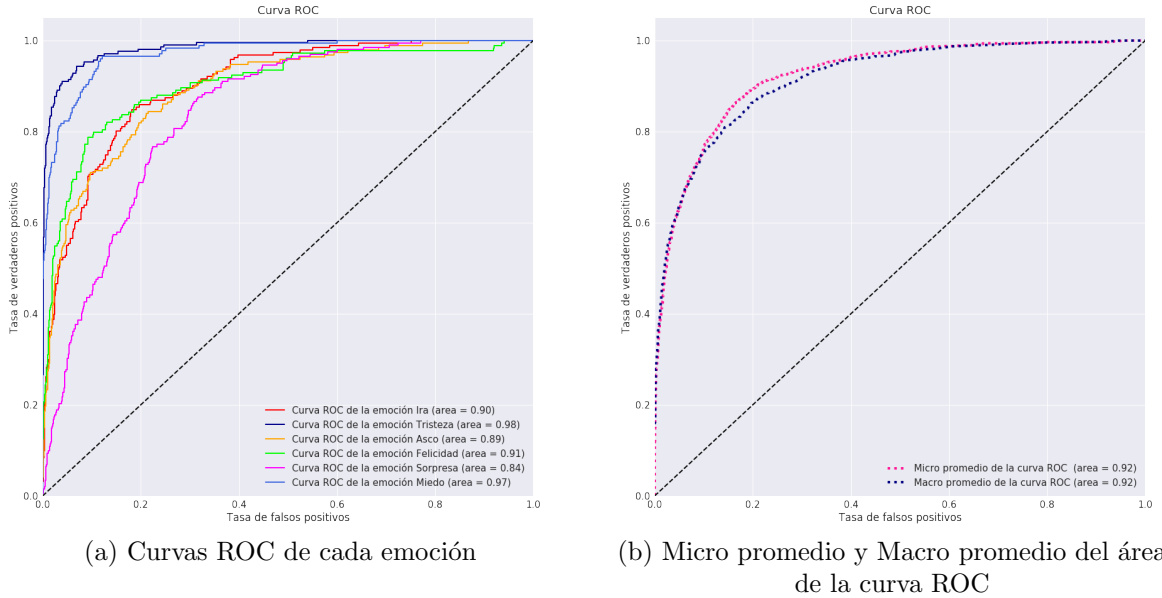 Curva ROC
1.0
0.8
0.6
0.4
0.2
0.0
Tasa de verdaderos positivos
Curva ROC de la emoción Ira (area = 0.90)
Curva ROC de la emoción Tristeza (area = 0.98)
Curva ROC de la emoción Asco (area = 0.89)
Curva ROC de la emoción Felicidad (area = 0.91)
Curva ROC de la emoción Sorpresa (area = 0.84)
Curva ROC de la emoción Miedo (area = 0.97)
0.0 0.2 0.4 0.6 0.8 1.0
Tasa de falsos positivos
(a) Curvas ROC de cada emoción
Curva ROC
1.0
0.8
0.6
0.4
0.2
0.0
Tasa de verdaderos positivos
Micro promedio de la curva ROC (area = 0.92)
Macro promedio de la curva ROC (area = 0.92)
0.0 0.2 0.4 0.6 0.8 1.0
Tasa de falsos positivos
(b) Micro promedio y Macro promedio del área
de la curva ROC